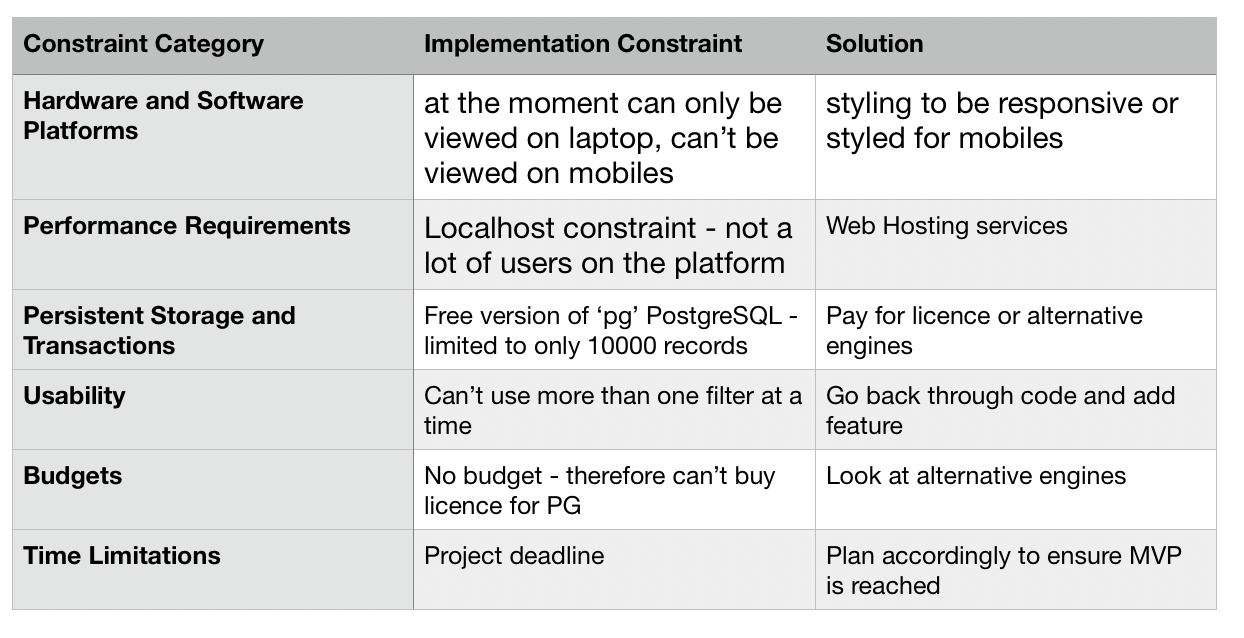 Constraint Category
Implementation Constraint
Solution
Hardware and Software
Platforms
at the moment can only be
viewed on laptop, can’t be
viewed on mobiles
styling to be responsive or
styled for mobiles
Performance Requirements
Localhost constraint - not a
lot of users on the platform
Web Hosting services
Persistent Storage and
Transactions
Free version of ‘pg’ PostgreSQL -
limited to only 10000 records
Pay for licence or alternative
engines
Usability
Can’t use more than one filter at a
time
Go back through code and add
feature
Budgets
No budget - therefore can’t buy
licence for PG
Look at alternative engines
Time Limitations
Project deadline
Plan accordingly to ensure MVP
is reached